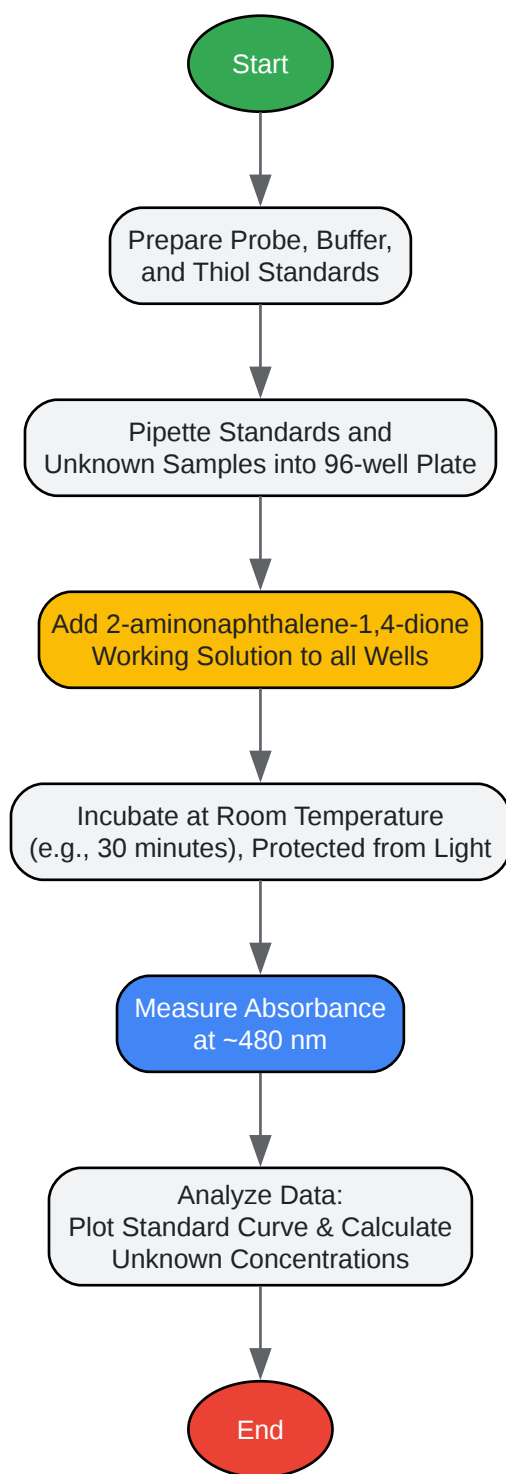 Start
Prepare Probe, Buffer,
and Thiol Standards
Pipette Standards and
Unknown Samples into 96-well Plate
Add 2-aminonaphthalene-1,4-dione
Working Solution to all Wells
Incubate at Room Temperature
(e.g., 30 minutes), Protected from Light
Measure Absorbance
at ~480 nm
Analyze Data:
Plot Standard Curve & Calculate
Unknown Concentrations
End